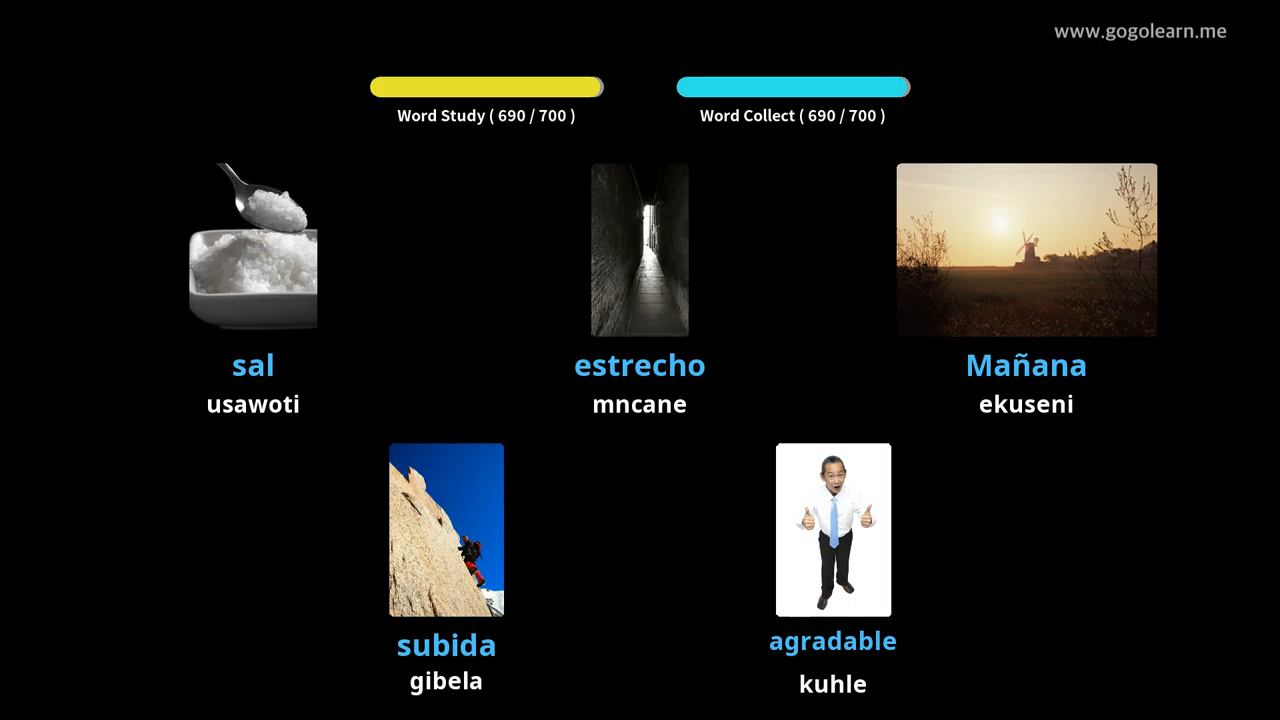 www.gogolearn.me
Word Study ( 690 / 700 )
Word Collect ( 690 / 700 )
sal
usawoti
estrecho
mncane
Mañana
ekuseni
subida
gibela
agradable
kuhle